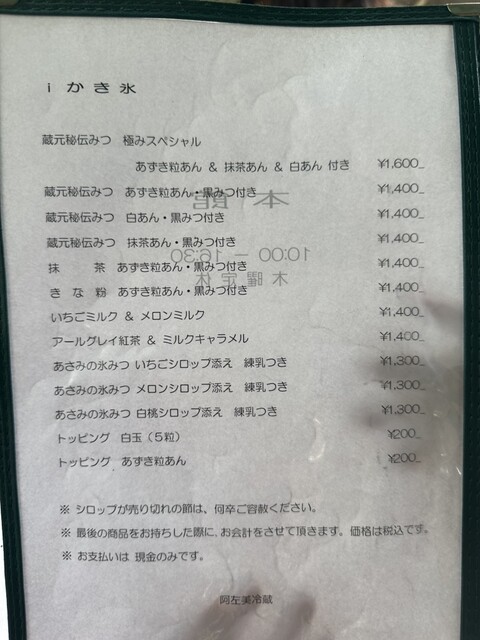 i かき氷
蔵元秘伝みつ 極みスペシャル
あずき粒あん & 抹茶あん & 白あん 付き ¥1,600_
蔵元秘伝みつ あずき粒あん・黒みつ付き ¥1,400_
蔵元秘伝みつ 白あん・黒みつ付き ¥1,400_
蔵元秘伝みつ 抹茶あん・黒みつ付き ¥1,400_
抹 茶 あずき粒あん・黒みつ付き ¥1,400_
きな粉 あずき粒あん・黒みつ付き ¥1,400_
いちごミルク & メロンミルク ¥1,400_
アールグレイ紅茶 & ミルクキャラメル ¥1,400_
あさみの氷みつ いちごシロップ添え 練乳つき ¥1,300_
あさみの氷みつ メロンシロップ添え 練乳つき ¥1,300_
あさみの氷みつ 白桃シロップ添え 練乳つき ¥1,300_
トッピング 白玉（5粒） ¥200_
トッピング あずき粒あん ¥200_
※ シロップが売り切れの節は、何卒ご容赦ください。
※ 最後の商品をお持ちした際に、お会計をさせて頂きます。価格は税込です。
※ お支払いは 現金のみです。
阿左美冷蔵
本館
10:00 － 16:30
木曜定休